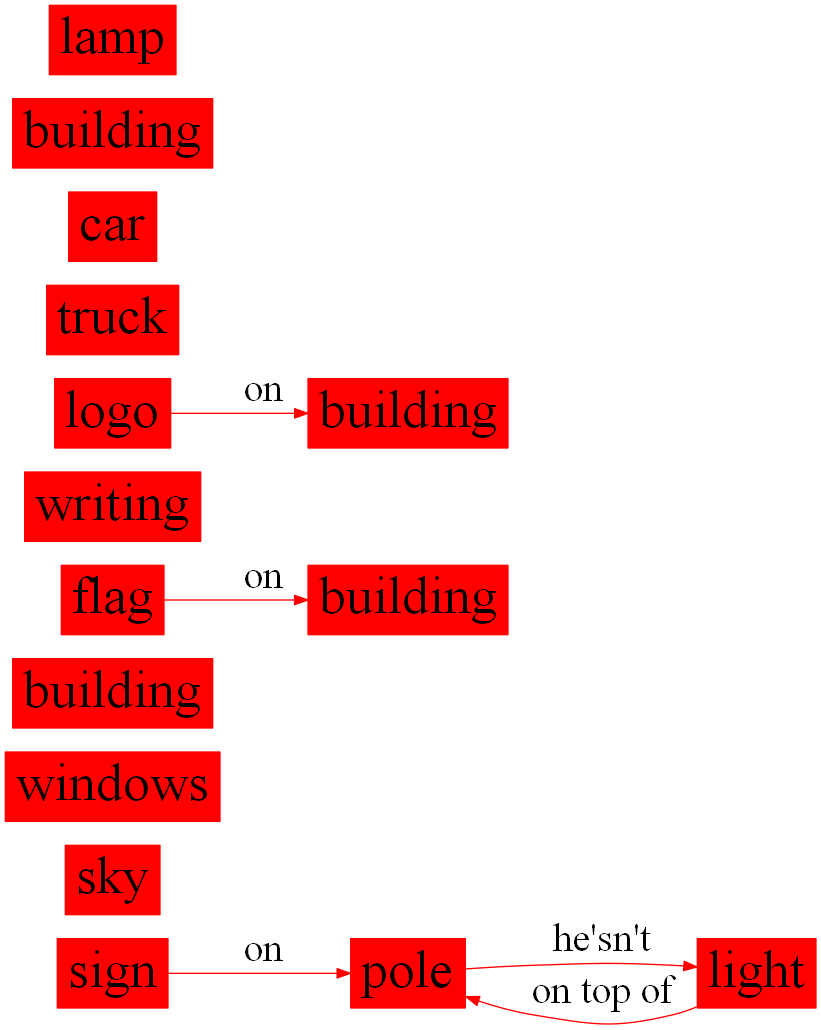 lamp
building
car
truck
logo on building
writing
flag on building
building
windows
sky
sign on pole he'sn't light
on top of